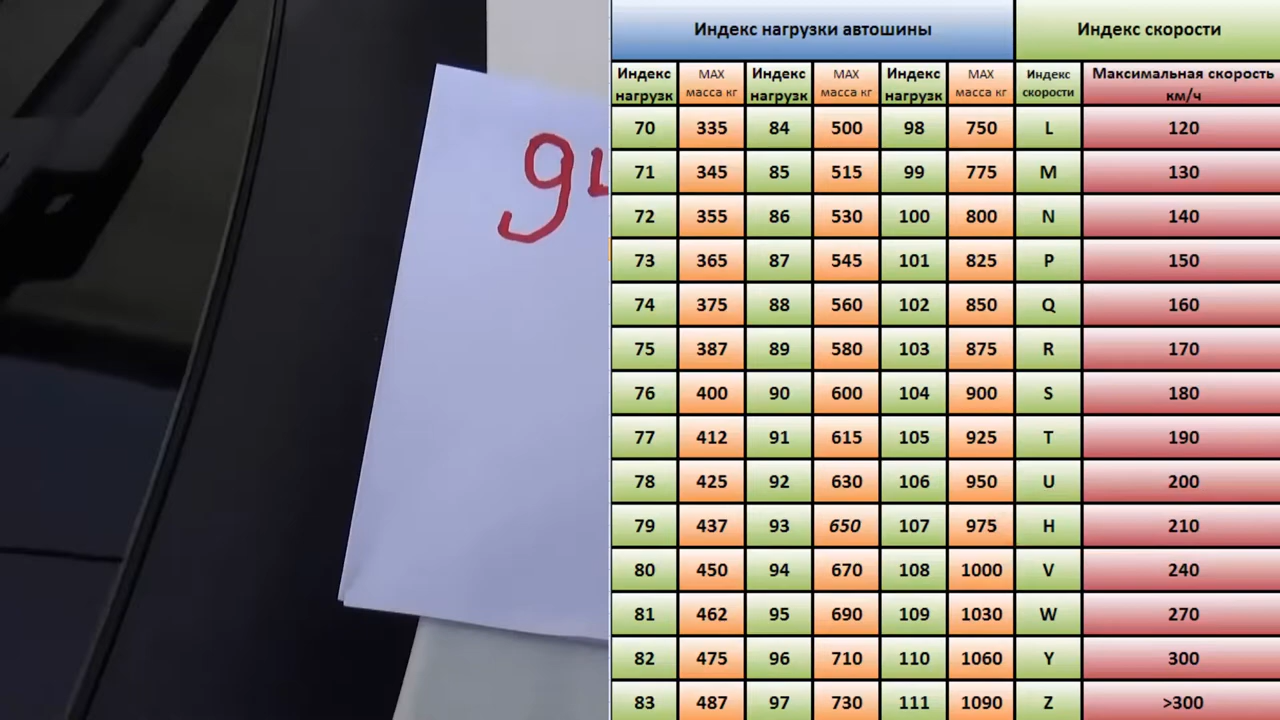 Индекс нагрузки автошины Индекс скорости
Индекс нагрузк MAX масса кг Индекс нагрузк MAX масса кг Индекс нагрузк MAX масса кг Индекс скорости Максимальная скорость км/ч
70 335 84 500 98 750 L 120
71 345 85 515 99 775 M 130
72 355 86 530 100 800 N 140
73 365 87 545 101 825 P 150
74 375 88 560 102 850 Q 160
75 387 89 580 103 875 R 170
76 400 90 600 104 900 S 180
77 412 91 615 105 925 T 190
78 425 92 630 106 950 U 200
79 437 93 650 107 975 H 210
80 450 94 670 108 1000 V 240
81 462 95 690 109 1030 W 270
82 475 96 710 110 1060 Y 300
83 487 97 730 111 1090 Z >300